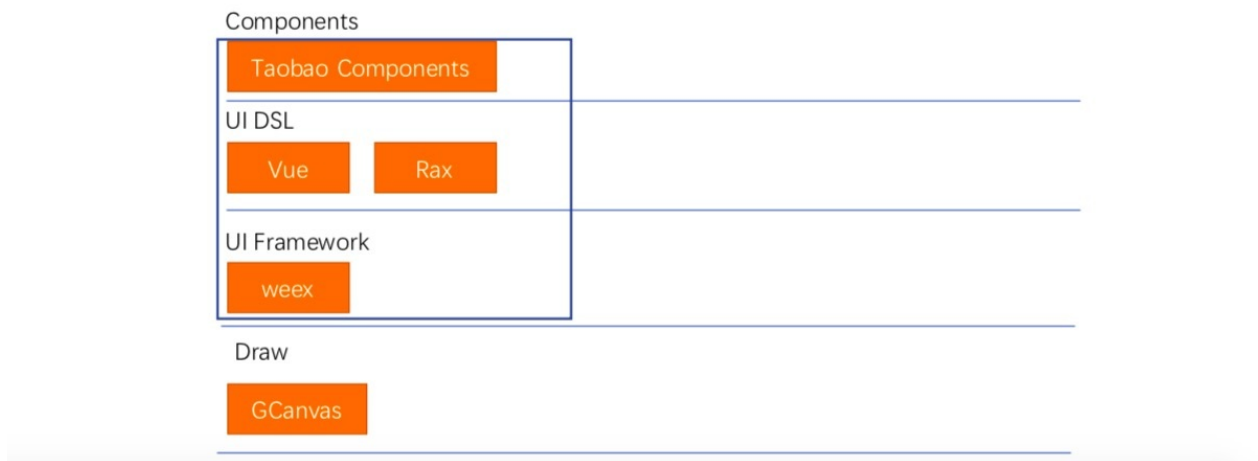 Components
Taobao Components
UI DSL
Vue Rax
UI Framework
weex
Draw
GCanvas